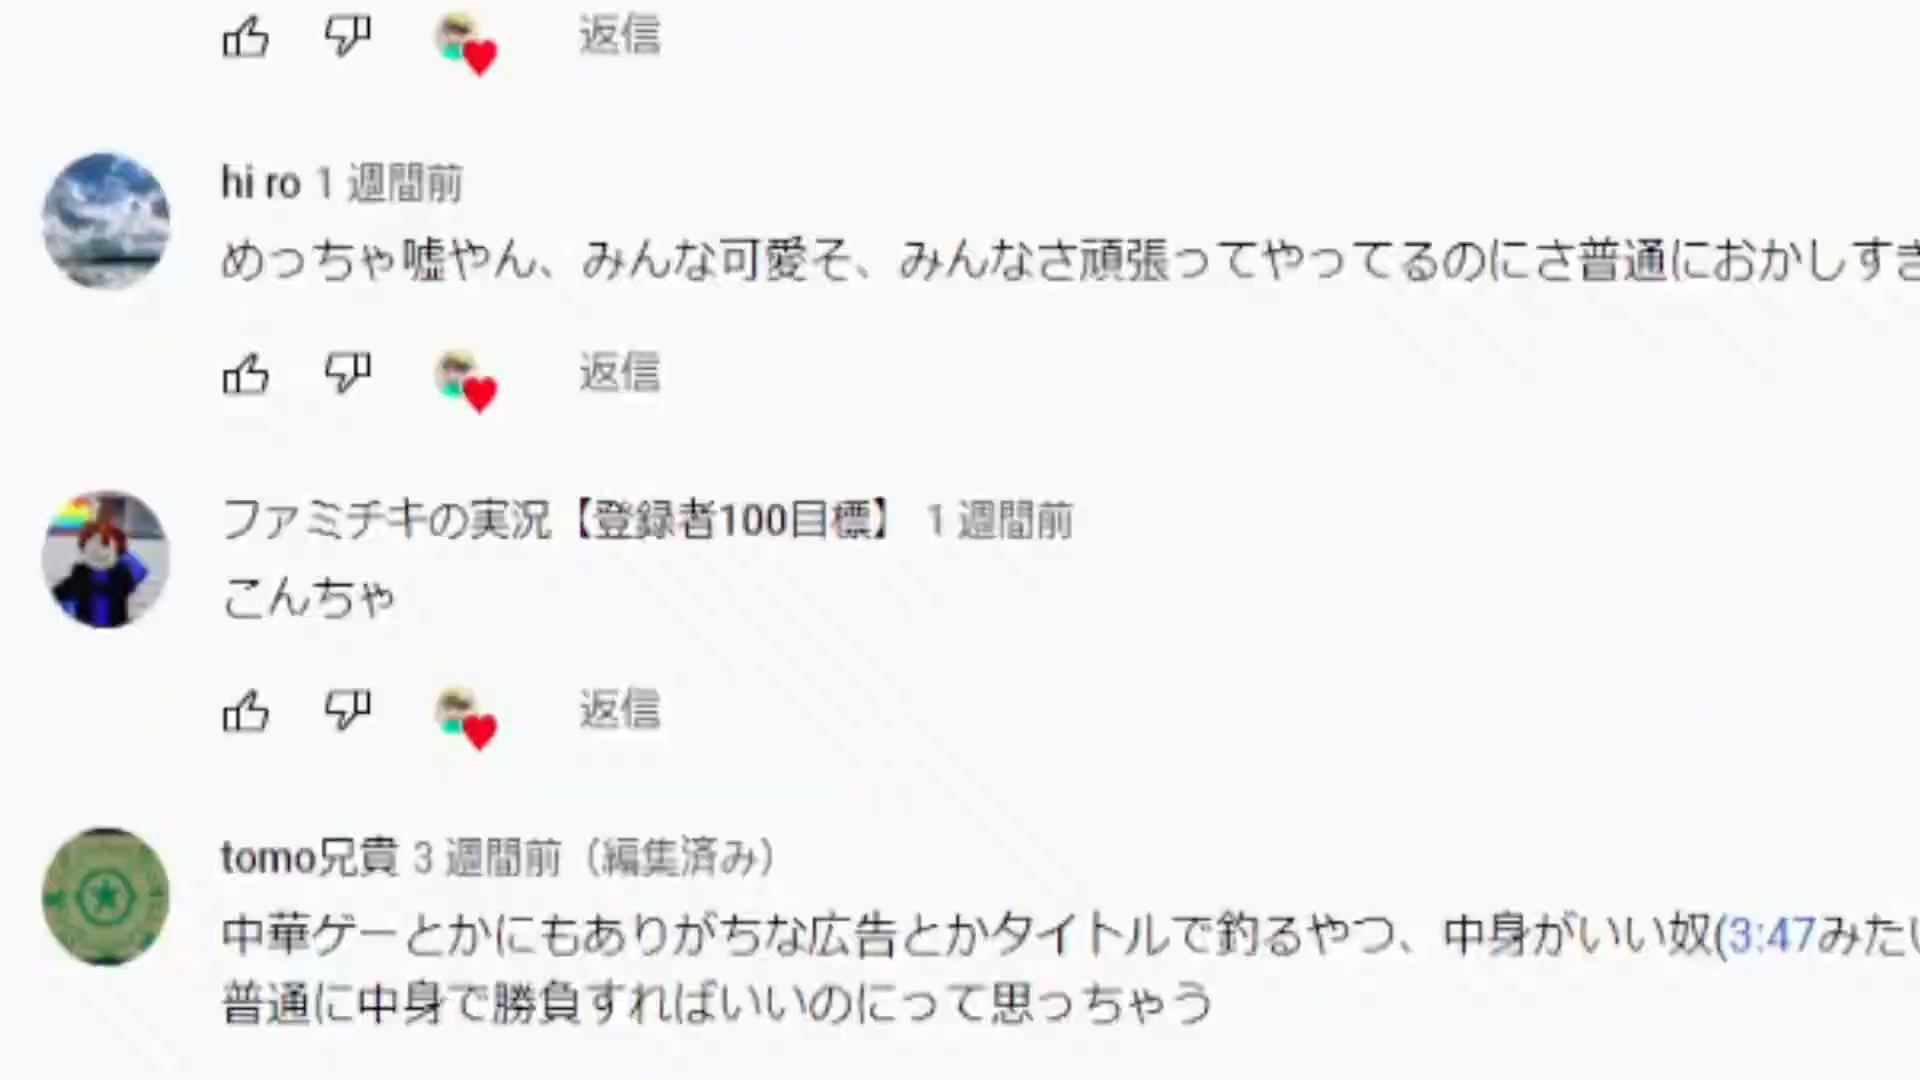 返信
hi ro 1 週間前
めっちゃ嘘やん、みんな可愛そ、みんなさ頑張ってやってるのにさ普通におかしすぎ
返信
ファミチキの実況【登録者100目標】 1 週間前
こんちゃ
返信
tomo兄貴 3 週間前（編集済み）
中華ゲーとかにもありがちな広告とかタイトルで釣るやつ、中身がいい奴(3:47みたい
普通に中身で勝負すればいいのにって思っちゃう